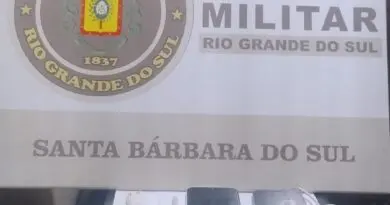 MILITAR
RIO GRANDE DO SUL
RIO GRANDE DO SUL
1837
SANTA BÁRBARA DO SUL